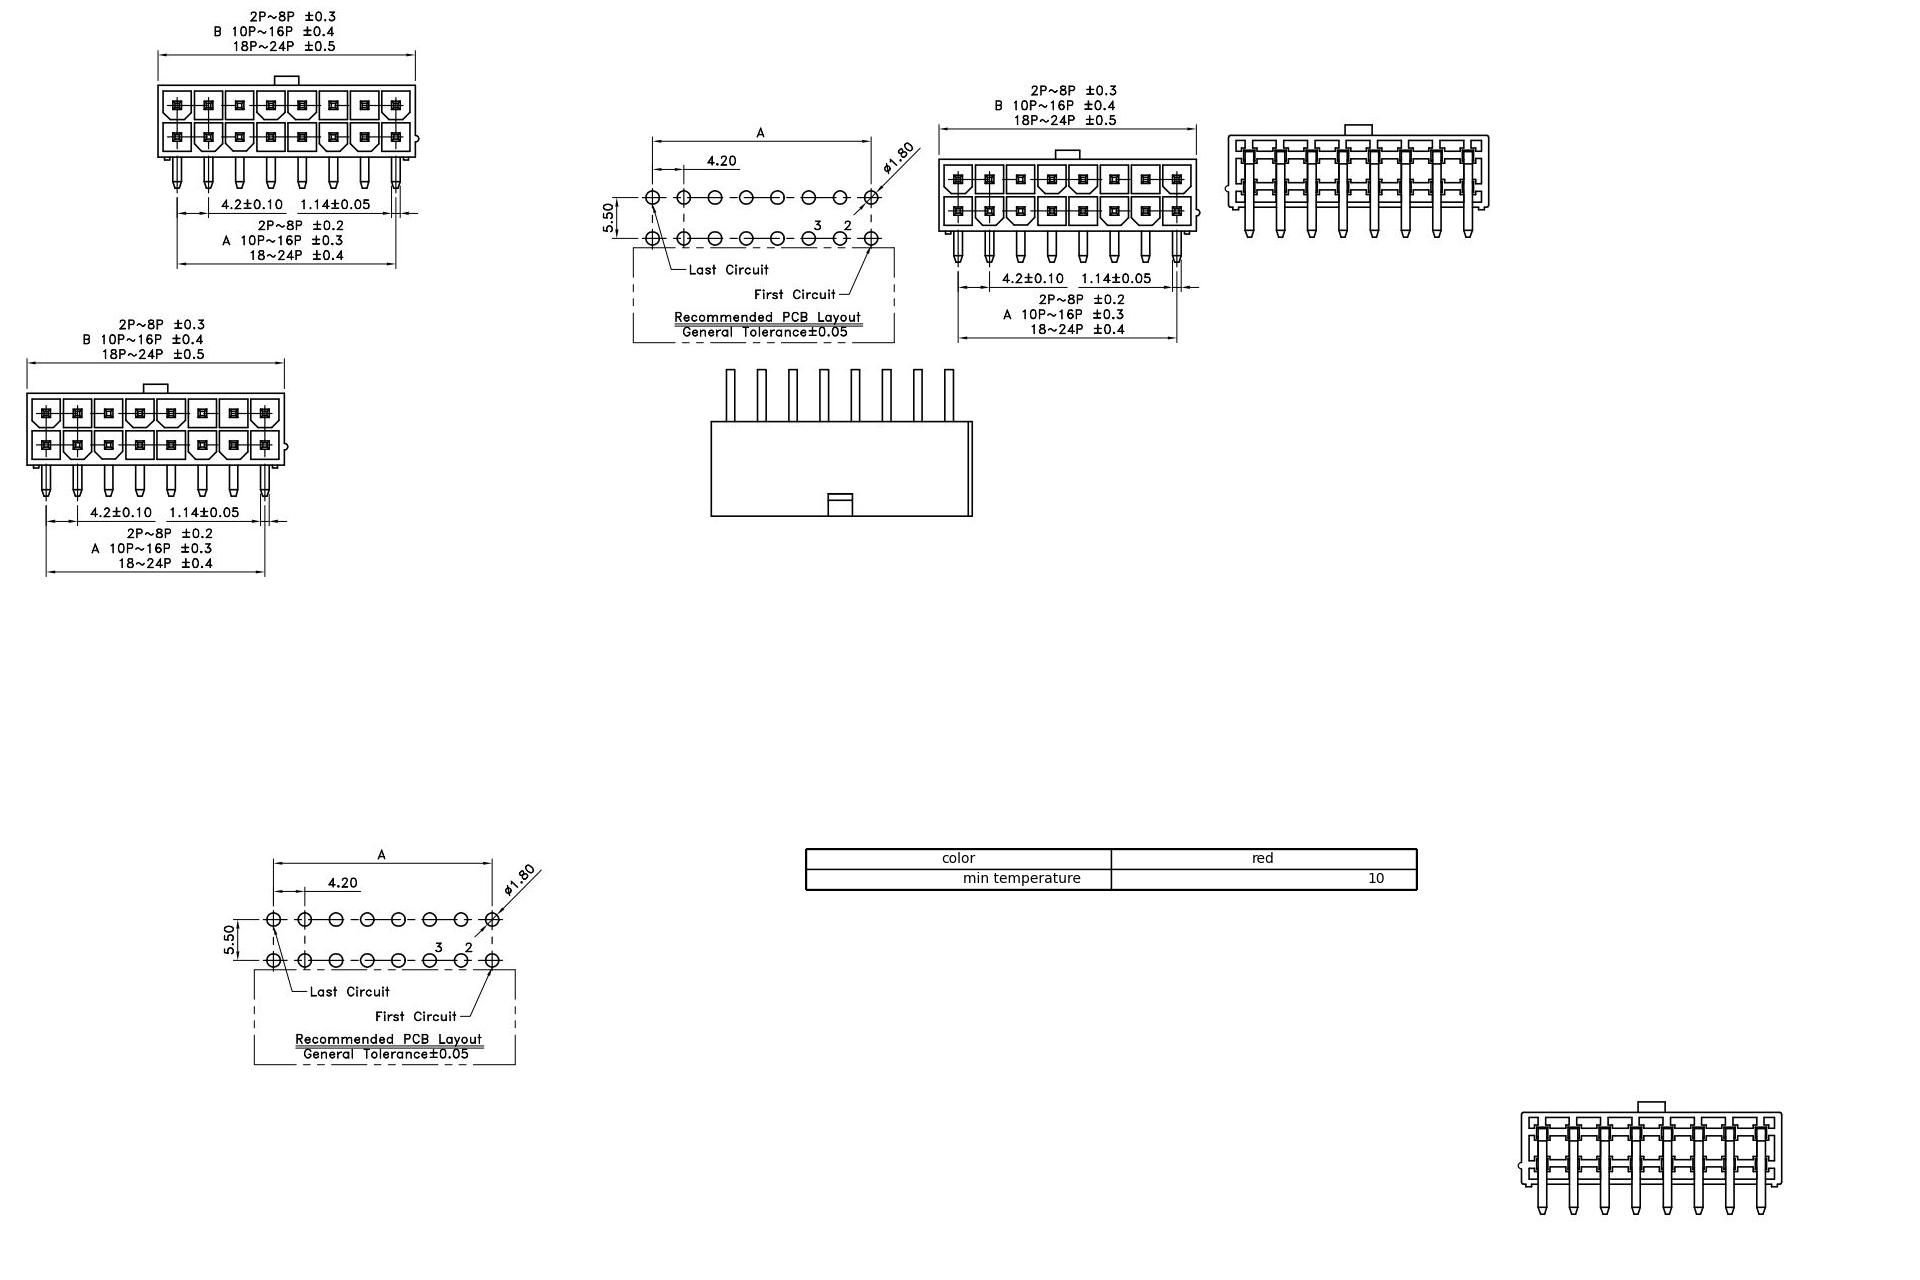 2P~8P ±0.3
B 10P~16P ±0.4
18P~24P ±0.5
4.2±0.10 1.14±0.05
2P~8P ±0.2
A 10P~16P ±0.3
18~24P ±0.4
A
4.20
ø1.80
5.50
3 2
Last Circuit
First Circuit
Recommended PCB Layout
General Tolerance±0.05
2P~8P ±0.3
B 10P~16P ±0.4
18P~24P ±0.5
4.2±0.10 1.14±0.05
2P~8P ±0.2
A 10P~16P ±0.3
18~24P ±0.4
2P~8P ±0.3
B 10P~16P ±0.4
18P~24P ±0.5
4.2±0.10 1.14±0.05
2P~8P ±0.2
A 10P~16P ±0.3
18~24P ±0.4
A
4.20
ø1.80
5.50
3 2
Last Circuit
First Circuit
Recommended PCB Layout
General Tolerance±0.05
color red
min temperature 10